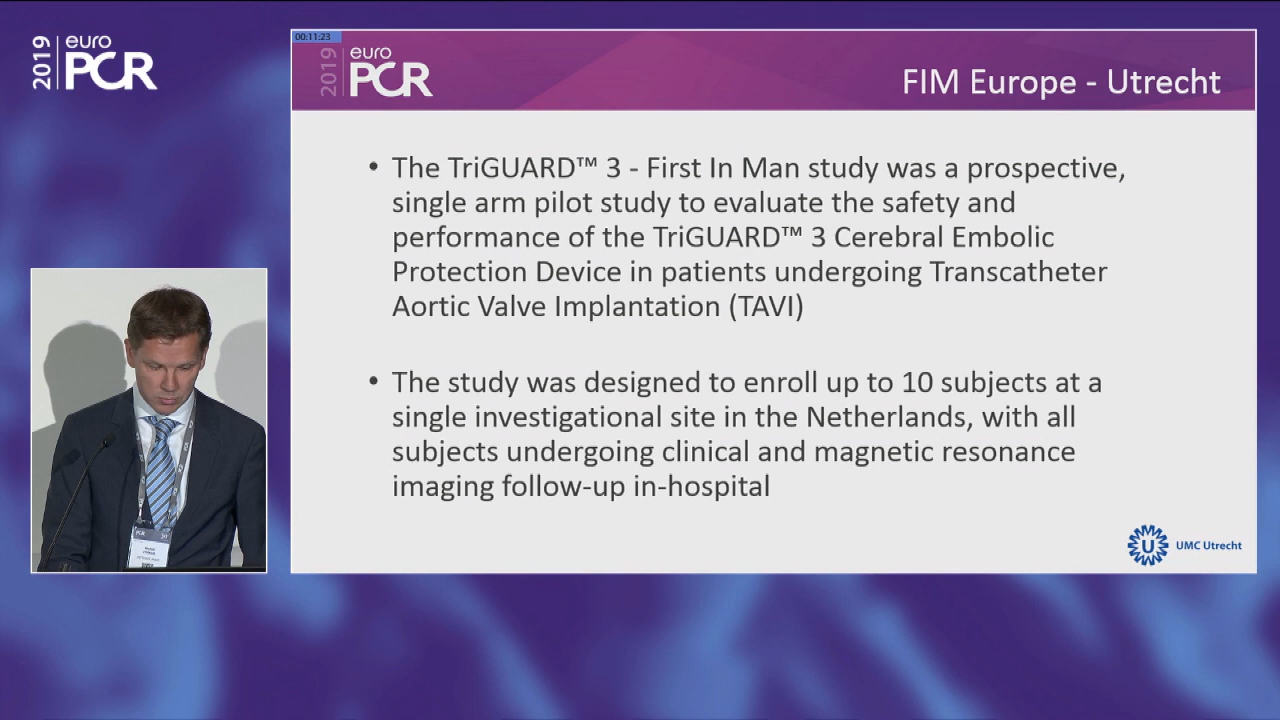 2019
euro
PCR
00:11:23
2019
euro
PCR
FIM Europe - Utrecht
• The TriGUARD™ 3 - First In Man study was a prospective,
single arm pilot study to evaluate the safety and
performance of the TriGUARD™ 3 Cerebral Embolic
Protection Device in patients undergoing Transcatheter
Aortic Valve Implantation (TAVI)
• The study was designed to enroll up to 10 subjects at a
single investigational site in the Netherlands, with all
subjects undergoing clinical and magnetic resonance
imaging follow-up in-hospital
U
UMC Utrecht
PCR